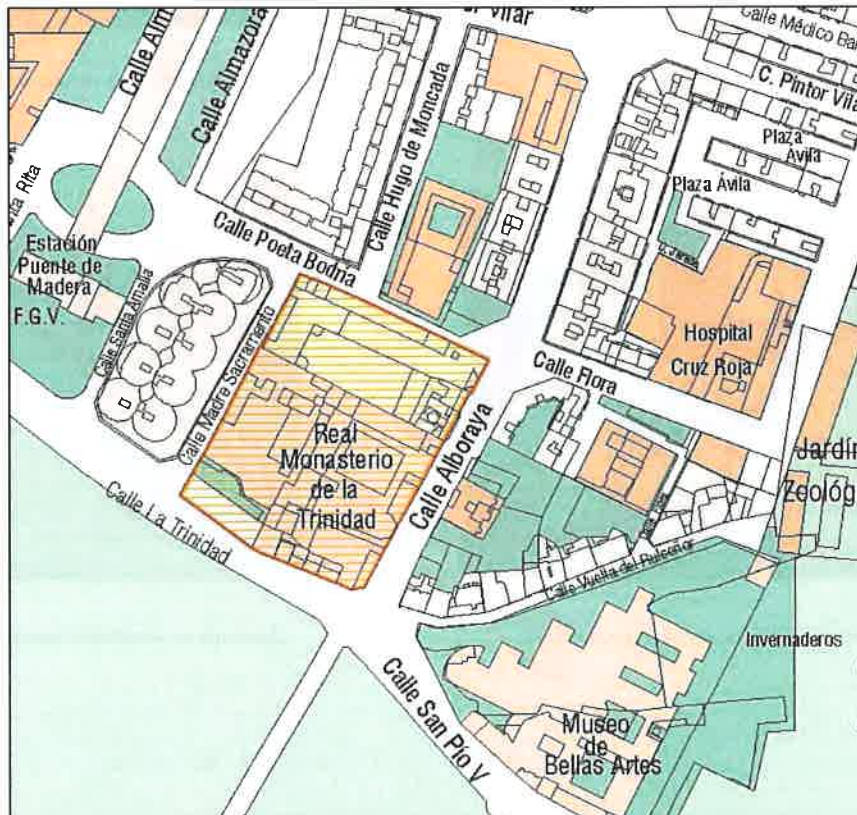 Calle Alm
Calle Almazora
or Vilar
Calle Médico Ba
C. Pintor Vila
Plaza
Ávila
Plaza Ávila
Calle Hugo de Moncada
Rita
Calle Poeta Bodria
Estación
Puente de
Madera
F.G.V.
Calle Santa Amalia
Calle Madre Sacramento
Hospital
Cruz Roja
Calle Flora
Real
Monasterio
de la
Trinidad
Calle Alboraya
Jardín
Zoológ
Calle La Trinidad
Calle Vuelta del Ruiseñor
Invernaderos
Calle San Pío V
Museo
de
Bellas Artes